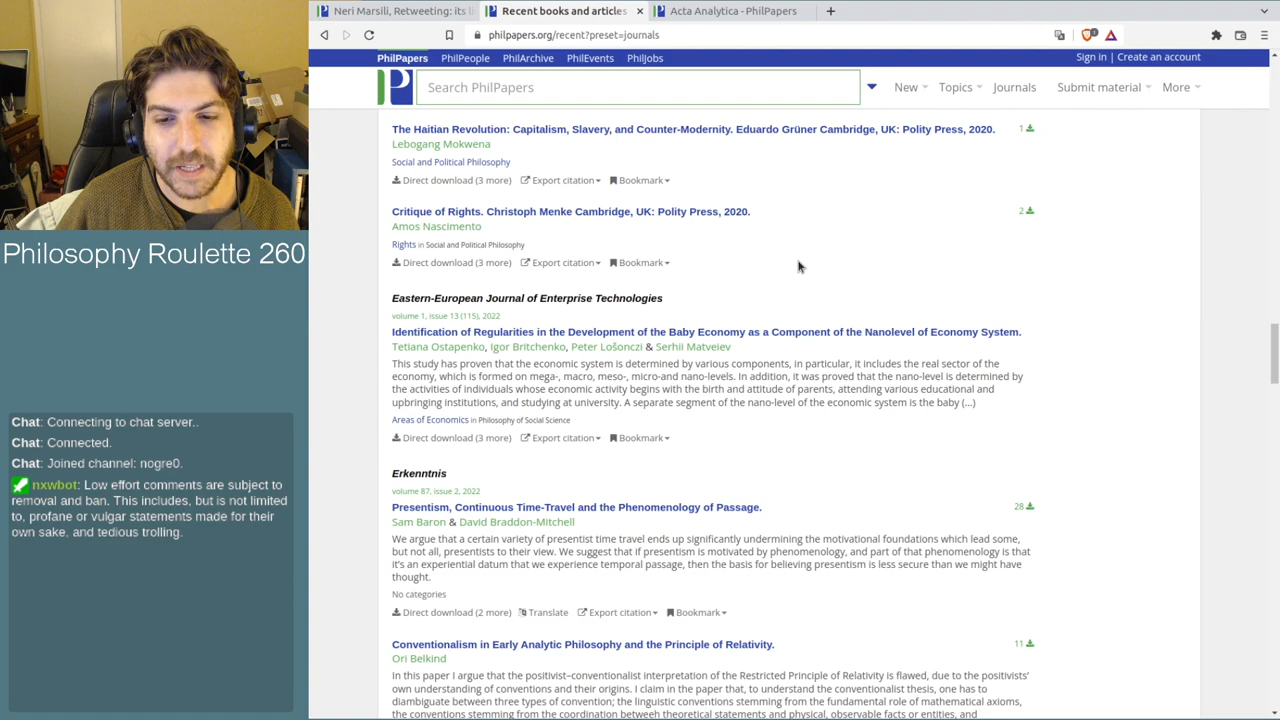 Neri Marsili, Retweeting: its li
Recent books and articles
Acta Analytica - PhilPapers
philpapers.org/recent?preset=journals
PhilPapers PhilPeople PhilArchive PhilEvents PhilJobs
Sign in | Create an account
Search PhilPapers
New Topics Journals Submit material More
The Haitian Revolution: Capitalism, Slavery, and Counter-Modernity. Eduardo Grüner Cambridge, UK: Polity Press, 2020.
1
Lebogang Mokwena
Social and Political Philosophy
Direct download (3 more) Export citation Bookmark
Critique of Rights. Christoph Menke Cambridge, UK: Polity Press, 2020.
2
Amos Nascimento
Rights in Social and Political Philosophy
Direct download (3 more) Export citation Bookmark
Eastern-European Journal of Enterprise Technologies
volume 1, issue 13 (115), 2022
Identification of Regularities in the Development of the Baby Economy as a Component of the Nanolevel of Economy System.
Tetiana Ostapenko, Igor Britchenko, Peter Lošonczi & Serhii Matveiev
This study has proven that the economic system is determined by various components, in particular, it includes the real sector of the
economy, which is formed on mega-, macro, meso-, micro-and nano-levels. In addition, it was proved that the nano-level is determined by
the activities of individuals whose economic activity begins with the birth and attitude of parents, attending various educational and
upbringing institutions, and studying at university. A separate segment of the nano-level of the economic system is the baby (...)
Areas of Economics in Philosophy of Social Science
Direct download (3 more) Export citation Bookmark
Erkenntnis
volume 87, issue 2, 2022
Presentism, Continuous Time-Travel and the Phenomenology of Passage.
28
Sam Baron & David Braddon-Mitchell
We argue that a certain variety of presentist time travel ends up significantly undermining the motivational foundations which lead some,
but not all, presentists to their view. We suggest that if presentism is motivated by phenomenology, and part of that phenomenology is that
it's an experiential datum that we experience temporal passage, then the basis for believing presentism is less secure than we might have
thought.
No categories
Direct download (2 more) Translate Export citation Bookmark
Conventionalism in Early Analytic Philosophy and the Principle of Relativity.
11
Ori Belkind
In this paper I argue that the positivist–conventionalist interpretation of the Restricted Principle of Relativity is flawed, due to the positivists'
own understanding of conventions and their origins. I claim in the paper that, to understand the conventionalist thesis, one has to
diambiguate between three types of convention; the linguistic conventions stemming from the fundamental role of mathematical axioms,
the conventions stemming from the coordination between theoretical statements and physical, observable facts or entities, and
Philosophy Roulette 260
Chat: Connecting to chat server..
Chat: Connected.
Chat: Joined channel: nogre0.
nxwbot: Low effort comments are subject to
removal and ban. This includes, but is not limited
to, profane or vulgar statements made for their
own sake, and tedious trolling.